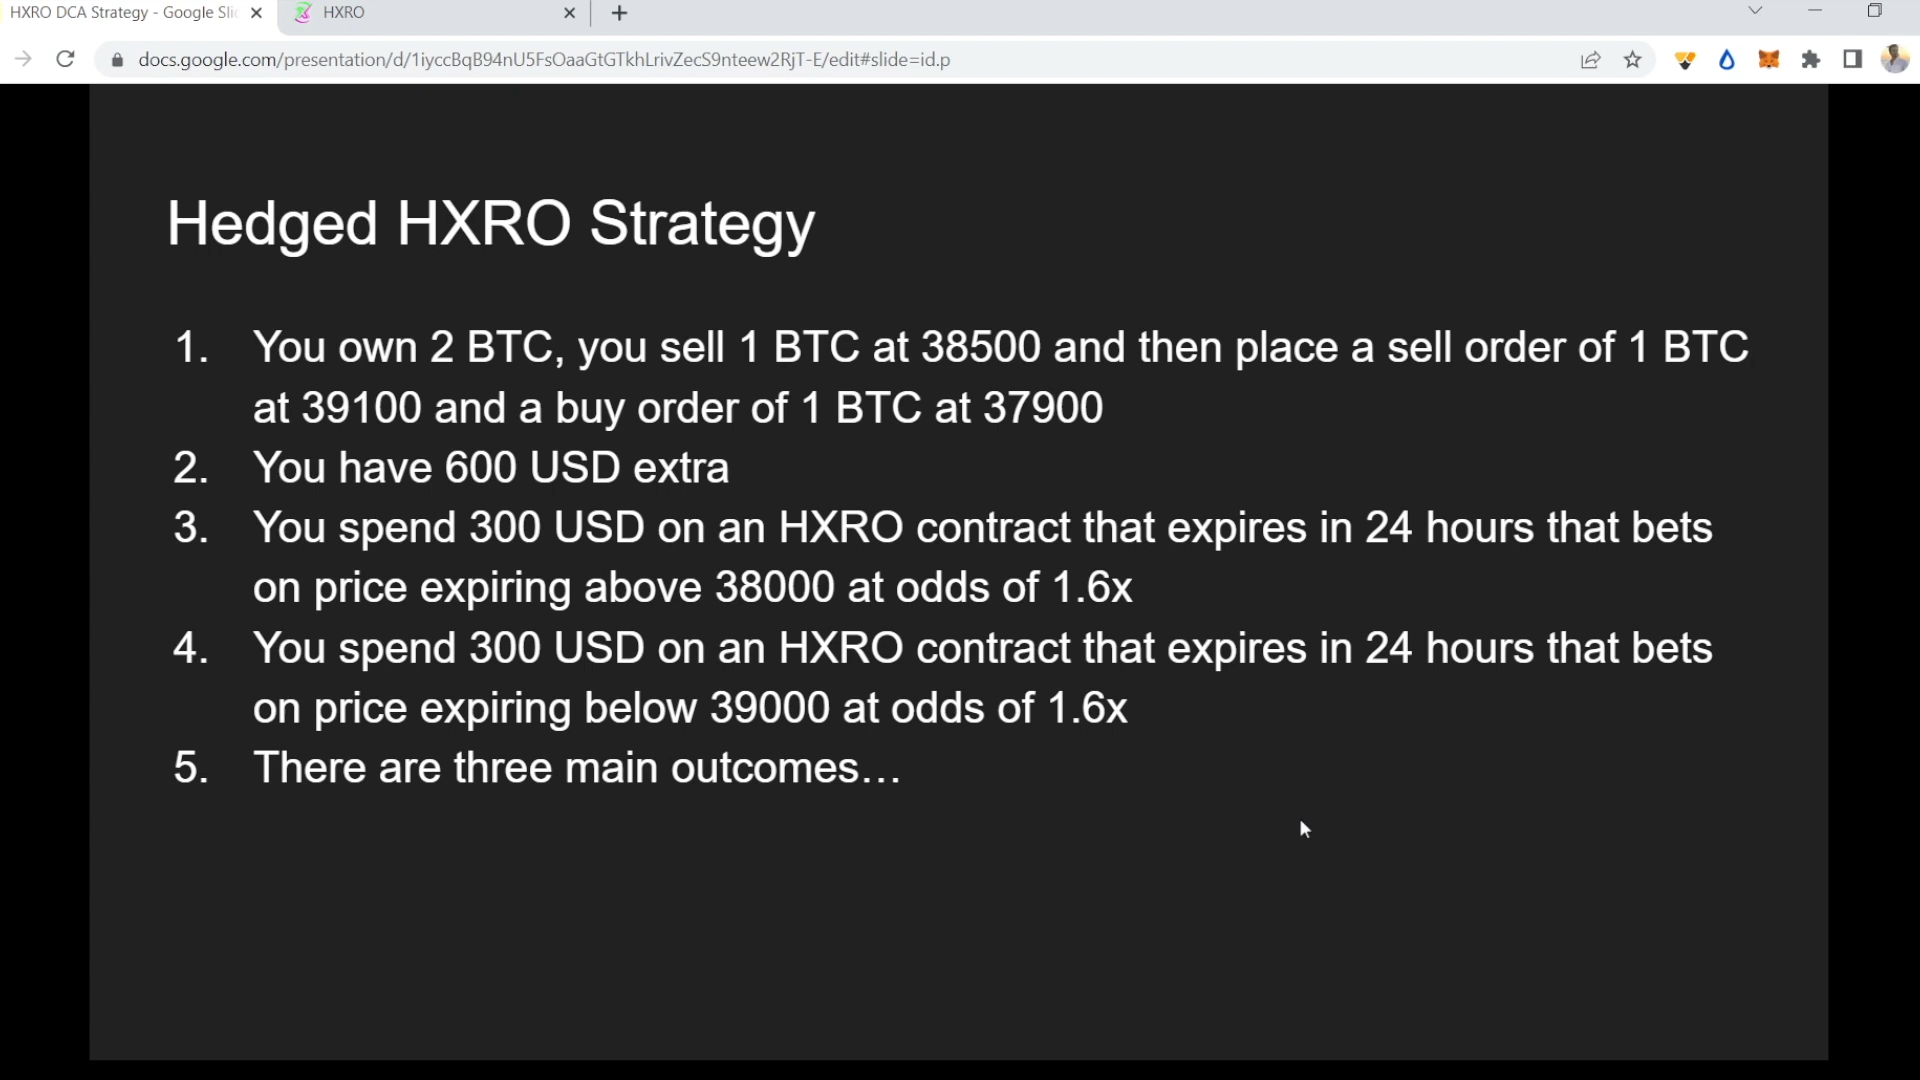 HXRO DCA Strategy - Google Sli
HXRO
docs.google.com/presentation/d/1iyccBqB94nU5FsOaaGtGTkhLrivZecS9nteew2RjT-E/edit#slide=id.p
Hedged HXRO Strategy
1. You own 2 BTC, you sell 1 BTC at 38500 and then place a sell order of 1 BTC
at 39100 and a buy order of 1 BTC at 37900
2. You have 600 USD extra
3. You spend 300 USD on an HXRO contract that expires in 24 hours that bets
on price expiring above 38000 at odds of 1.6x
4. You spend 300 USD on an HXRO contract that expires in 24 hours that bets
on price expiring below 39000 at odds of 1.6x
5. There are three main outcomes…